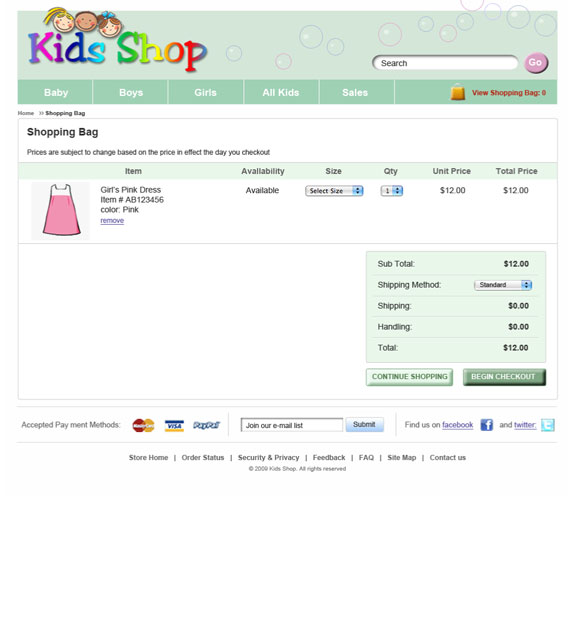 Kids Shop
Search
Go
Baby
Boys
Girls
All Kids
Sales
View Shopping Bag: 8
Home » Shopping Bag
Shopping Bag
Prices are subject to change based on the price in effect the day you checkout
Item Availability Size Qty Unit Price Total Price
Girl's Pink Dress
Item # AB123456
color: Pink
remove
Available
Select Size
1
$12.00
$12.00
Sub Total: $12.00
Shipping Method: Standard
Shipping: $0.00
Handling: $0.00
Total: $12.00
CONTINUE SHOPPING
BEGIN CHECKOUT
Accepted Pay ment Methods:
MasterCard
VISA
PayPal
Join our e-mail list
Submit
Find us on facebook f and twitter: t
Store Home | Order Status | Security & Privacy | Feedback | FAQ | Site Map | Contact us
© 2009 Kids Shop. All rights reserved